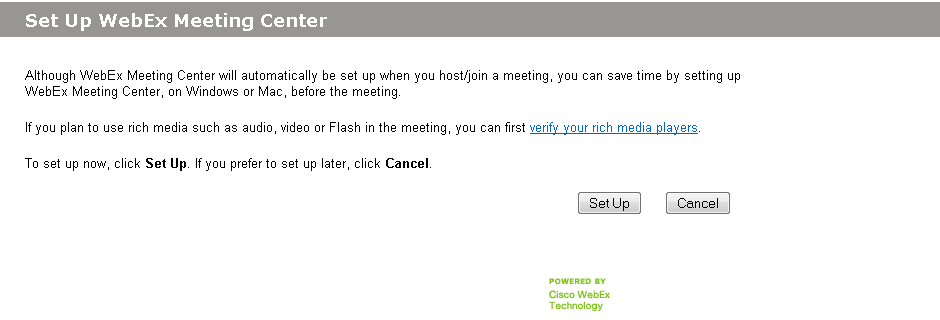 Set Up WebEx Meeting Center
Although WebEx Meeting Center will automatically be set up when you host/join a meeting, you can save time by setting up
WebEx Meeting Center, on Windows or Mac, before the meeting.
If you plan to use rich media such as audio, video or Flash in the meeting, you can first verify your rich media players.
To set up now, click Set Up. If you prefer to set up later, click Cancel.
Set Up Cancel
POWERED BY
Cisco WebEx
Technology